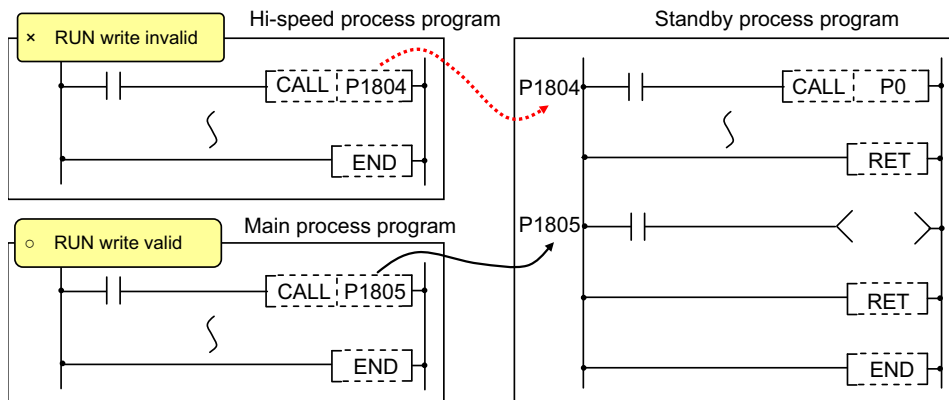 Hi-speed process program
× RUN write invalid
CALL P1804
END
Main process program
○ RUN write valid
CALL P1805
END
Standby process program
P1804
CALL P0
RET
P1805
RET
END